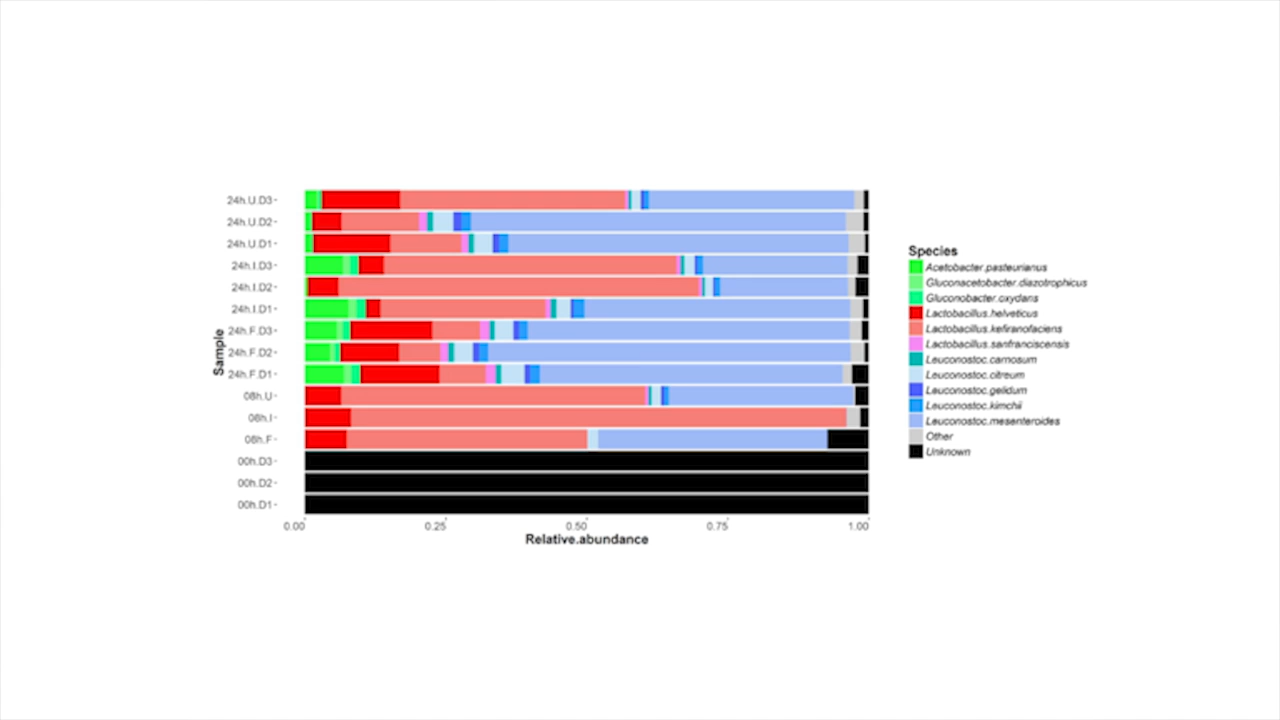 24h.U.D3
24h.U.D2
24h.U.D1
24h.I.D3
24h.I.D2
24h.I.D1
24h.F.D3
24h.F.D2
24h.F.D1
08h.U
08h.I
08h.F
00h.D3
00h.D2
00h.D1
Sample
0.00 0.25 0.50 0.75 1.00
Relative.abundance
Species
Acetobacter.pasteurianus
Gluconacetobacter.diazotrophicus
Gluconobacter.oxydans
Lactobacillus.helveticus
Lactobacillus.kefiranofaciens
Lactobacillus.sanfranciscensis
Leuconostoc.carnosum
Leuconostoc.citreum
Leuconostoc.gelidum
Leuconostoc.kimchii
Leuconostoc.mesenteroides
Other
Unknown